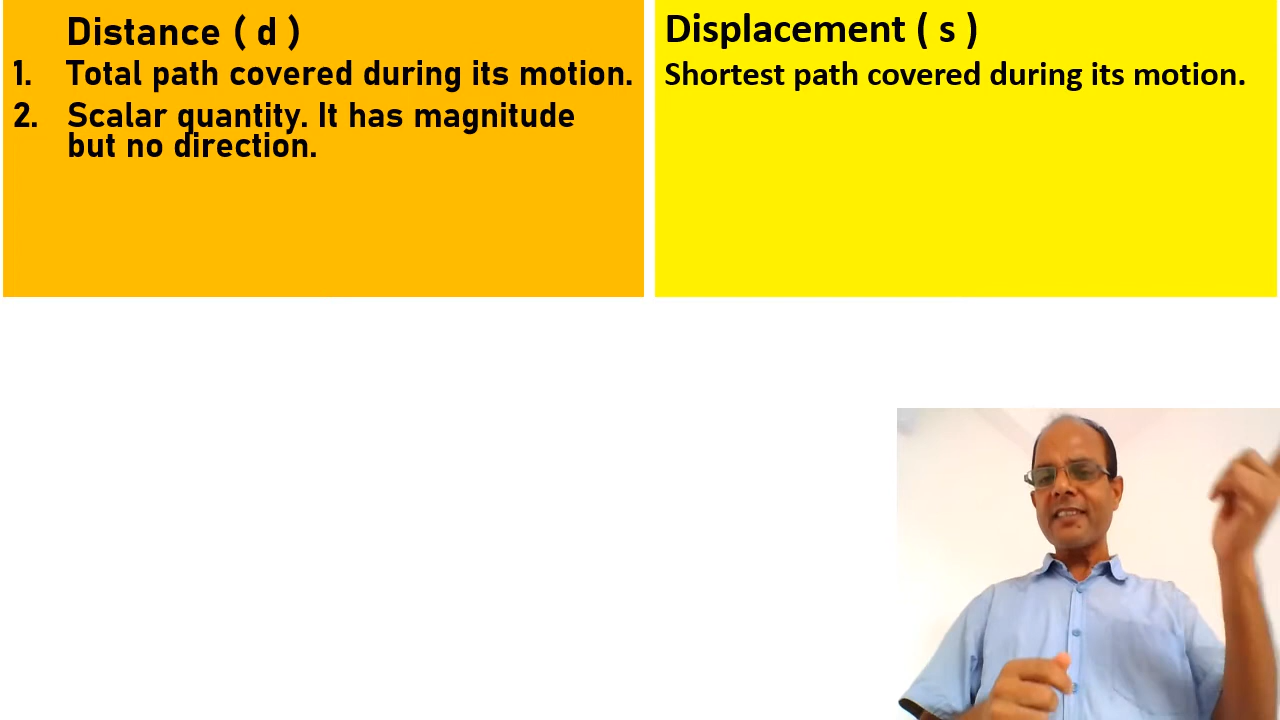 Distance ( d )
1. Total path covered during its motion.
2. Scalar quantity. It has magnitude
but no direction.
Displacement ( s )
Shortest path covered during its motion.